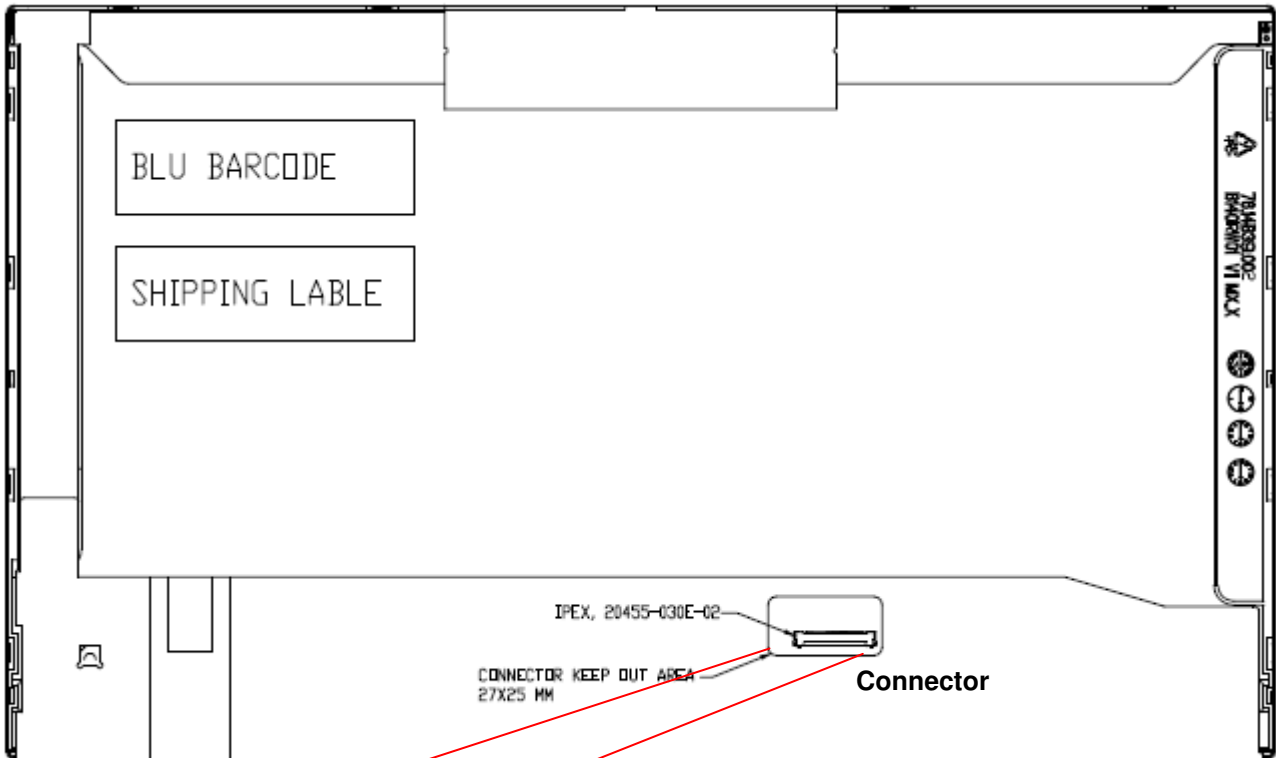 BLU BARCODE
SHIPPING LABLE
IPEX, 20455-030E-02
CONNECTOR KEEP OUT AREA
27X25 MM
Connector